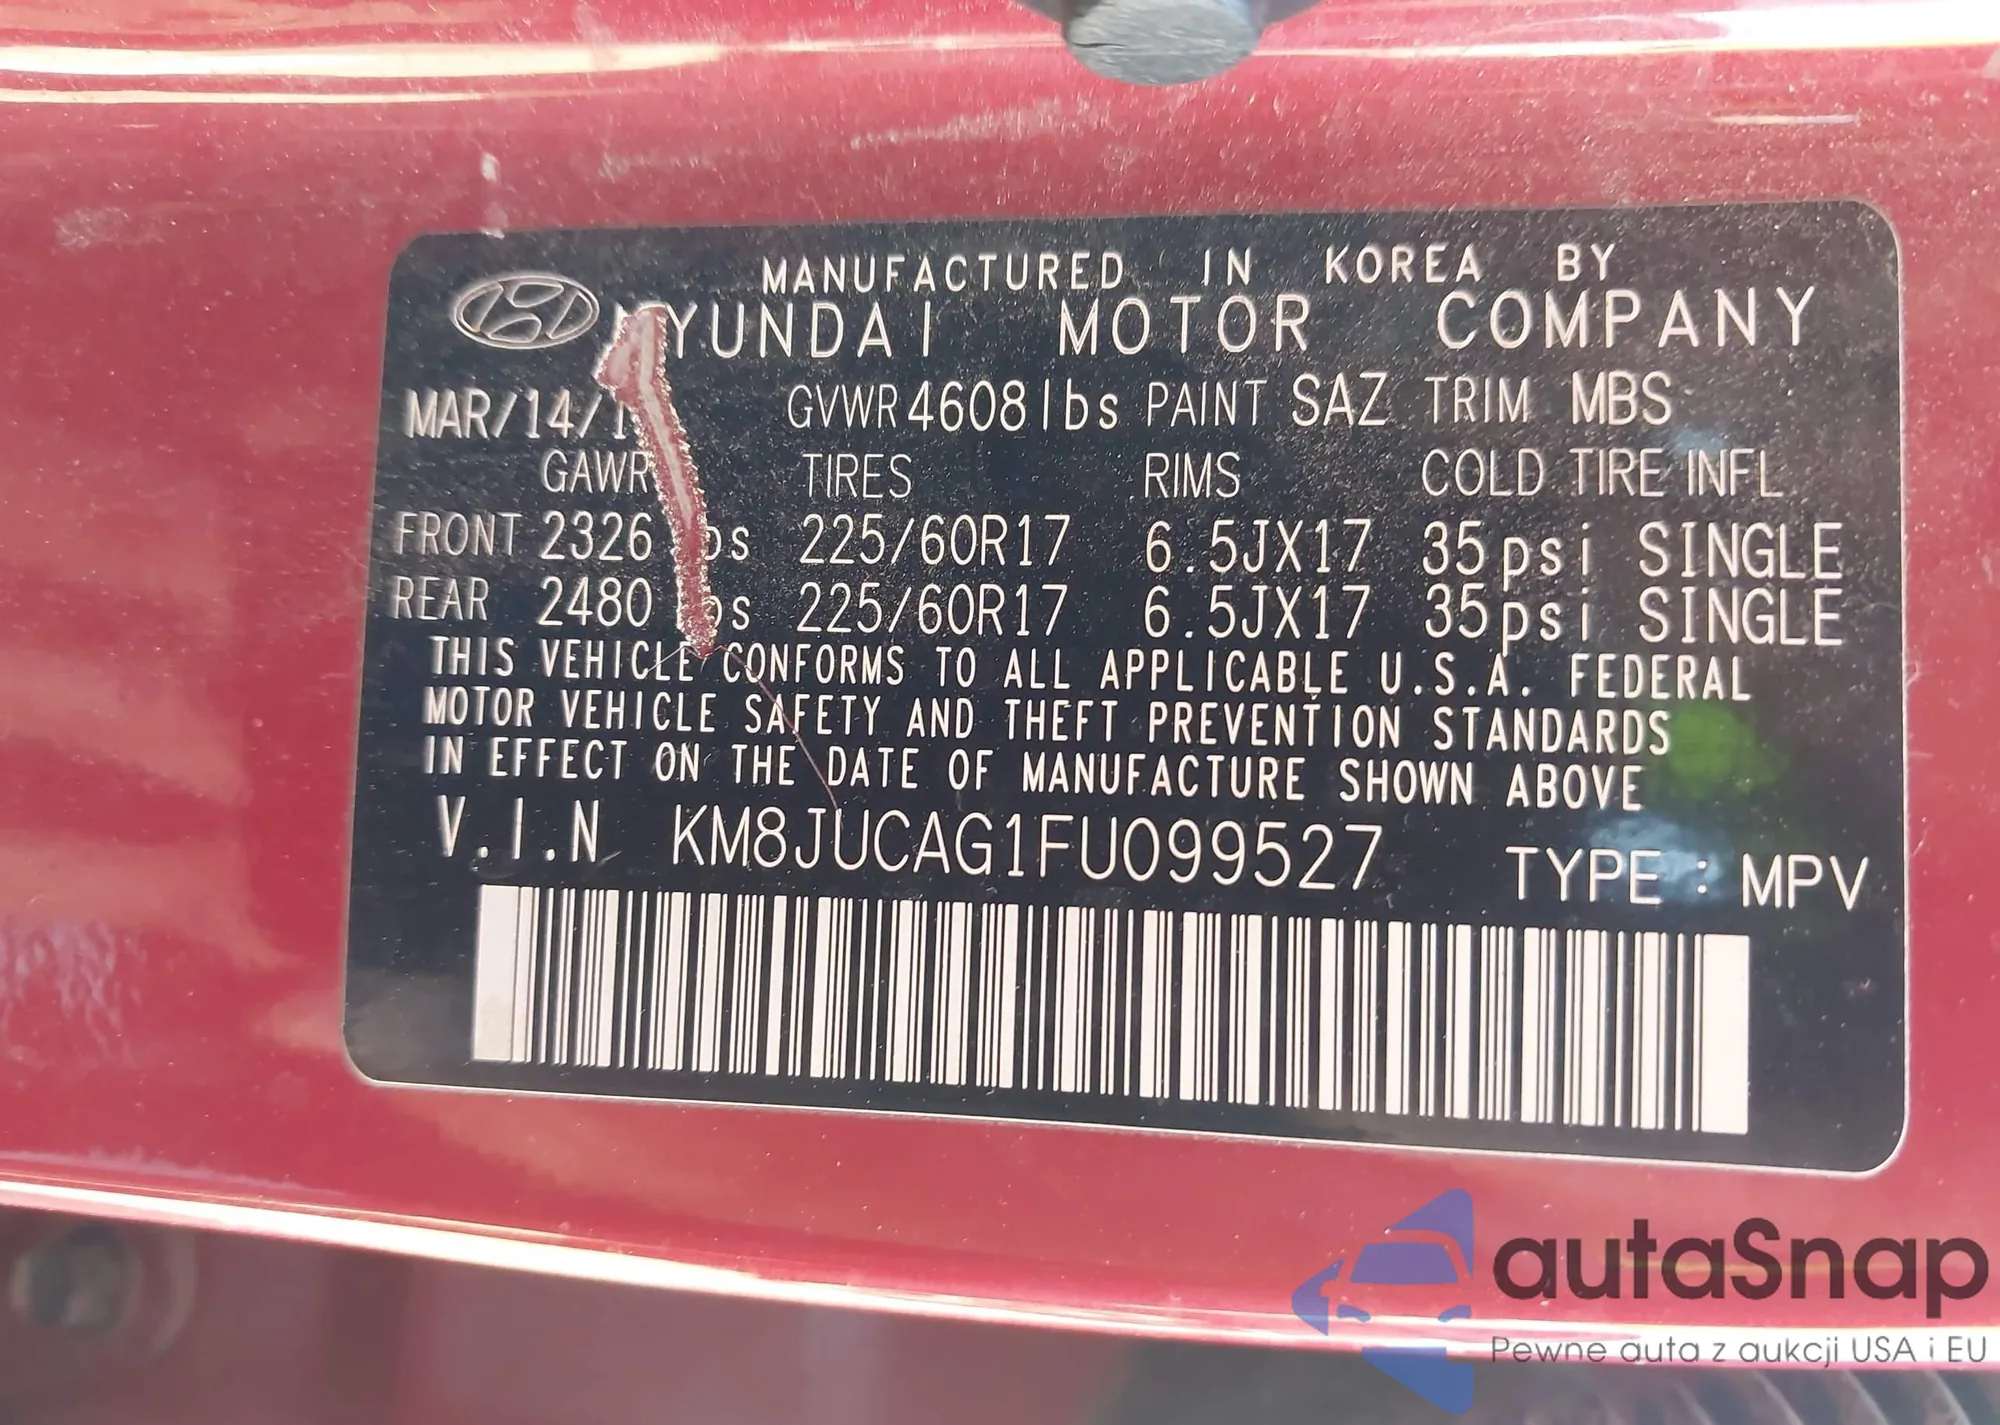 MANUFACTURED IN KOREA BY
HYUNDAI MOTOR COMPANY
MAR/14/1 GVWR 4608lbs PAINT SAZ TRIM MBS
GAWR TIRES RIMS COLD TIRE INFL
FRONT 2326 lbs 225/60R17 6.5JX17 35psi SINGLE
REAR 2480 lbs 225/60R17 6.5JX17 35psi SINGLE
THIS VEHICLE CONFORMS TO ALL APPLICABLE U.S.A. FEDERAL
MOTOR VEHICLE SAFETY AND THEFT PREVENTION STANDARDS
IN EFFECT ON THE DATE OF MANUFACTURE SHOWN ABOVE
V.I.N KM8JUCAG1FU099527 TYPE : MPV
autaSnap
Pewne auta z aukcji USA i EU